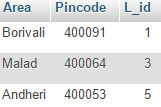 Area Pincode L_id
Borivali 400091 1
Malad 400064 3
Andheri 400053 5